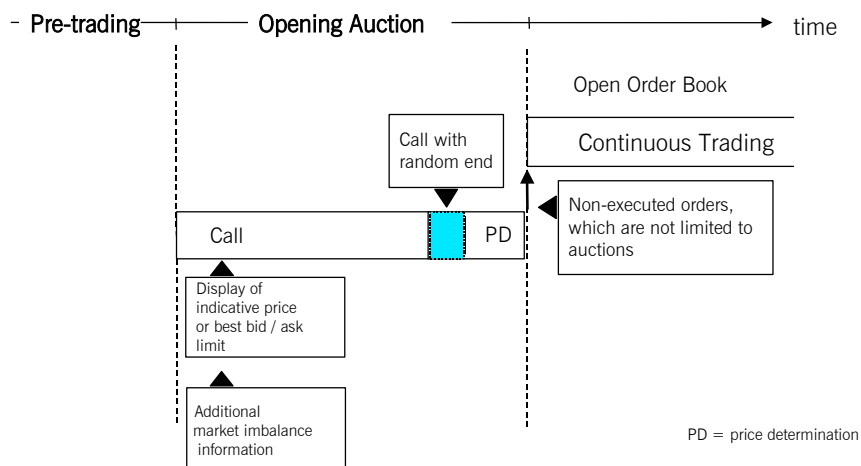 Pre-trading
Opening Auction
time
Open Order Book
Continuous Trading
Call with
random end
Non-executed orders,
which are not limited to
auctions
Call
PD
Display of
indicative price
or best bid / ask
limit
Additional
market imbalance
information
PD = price determination